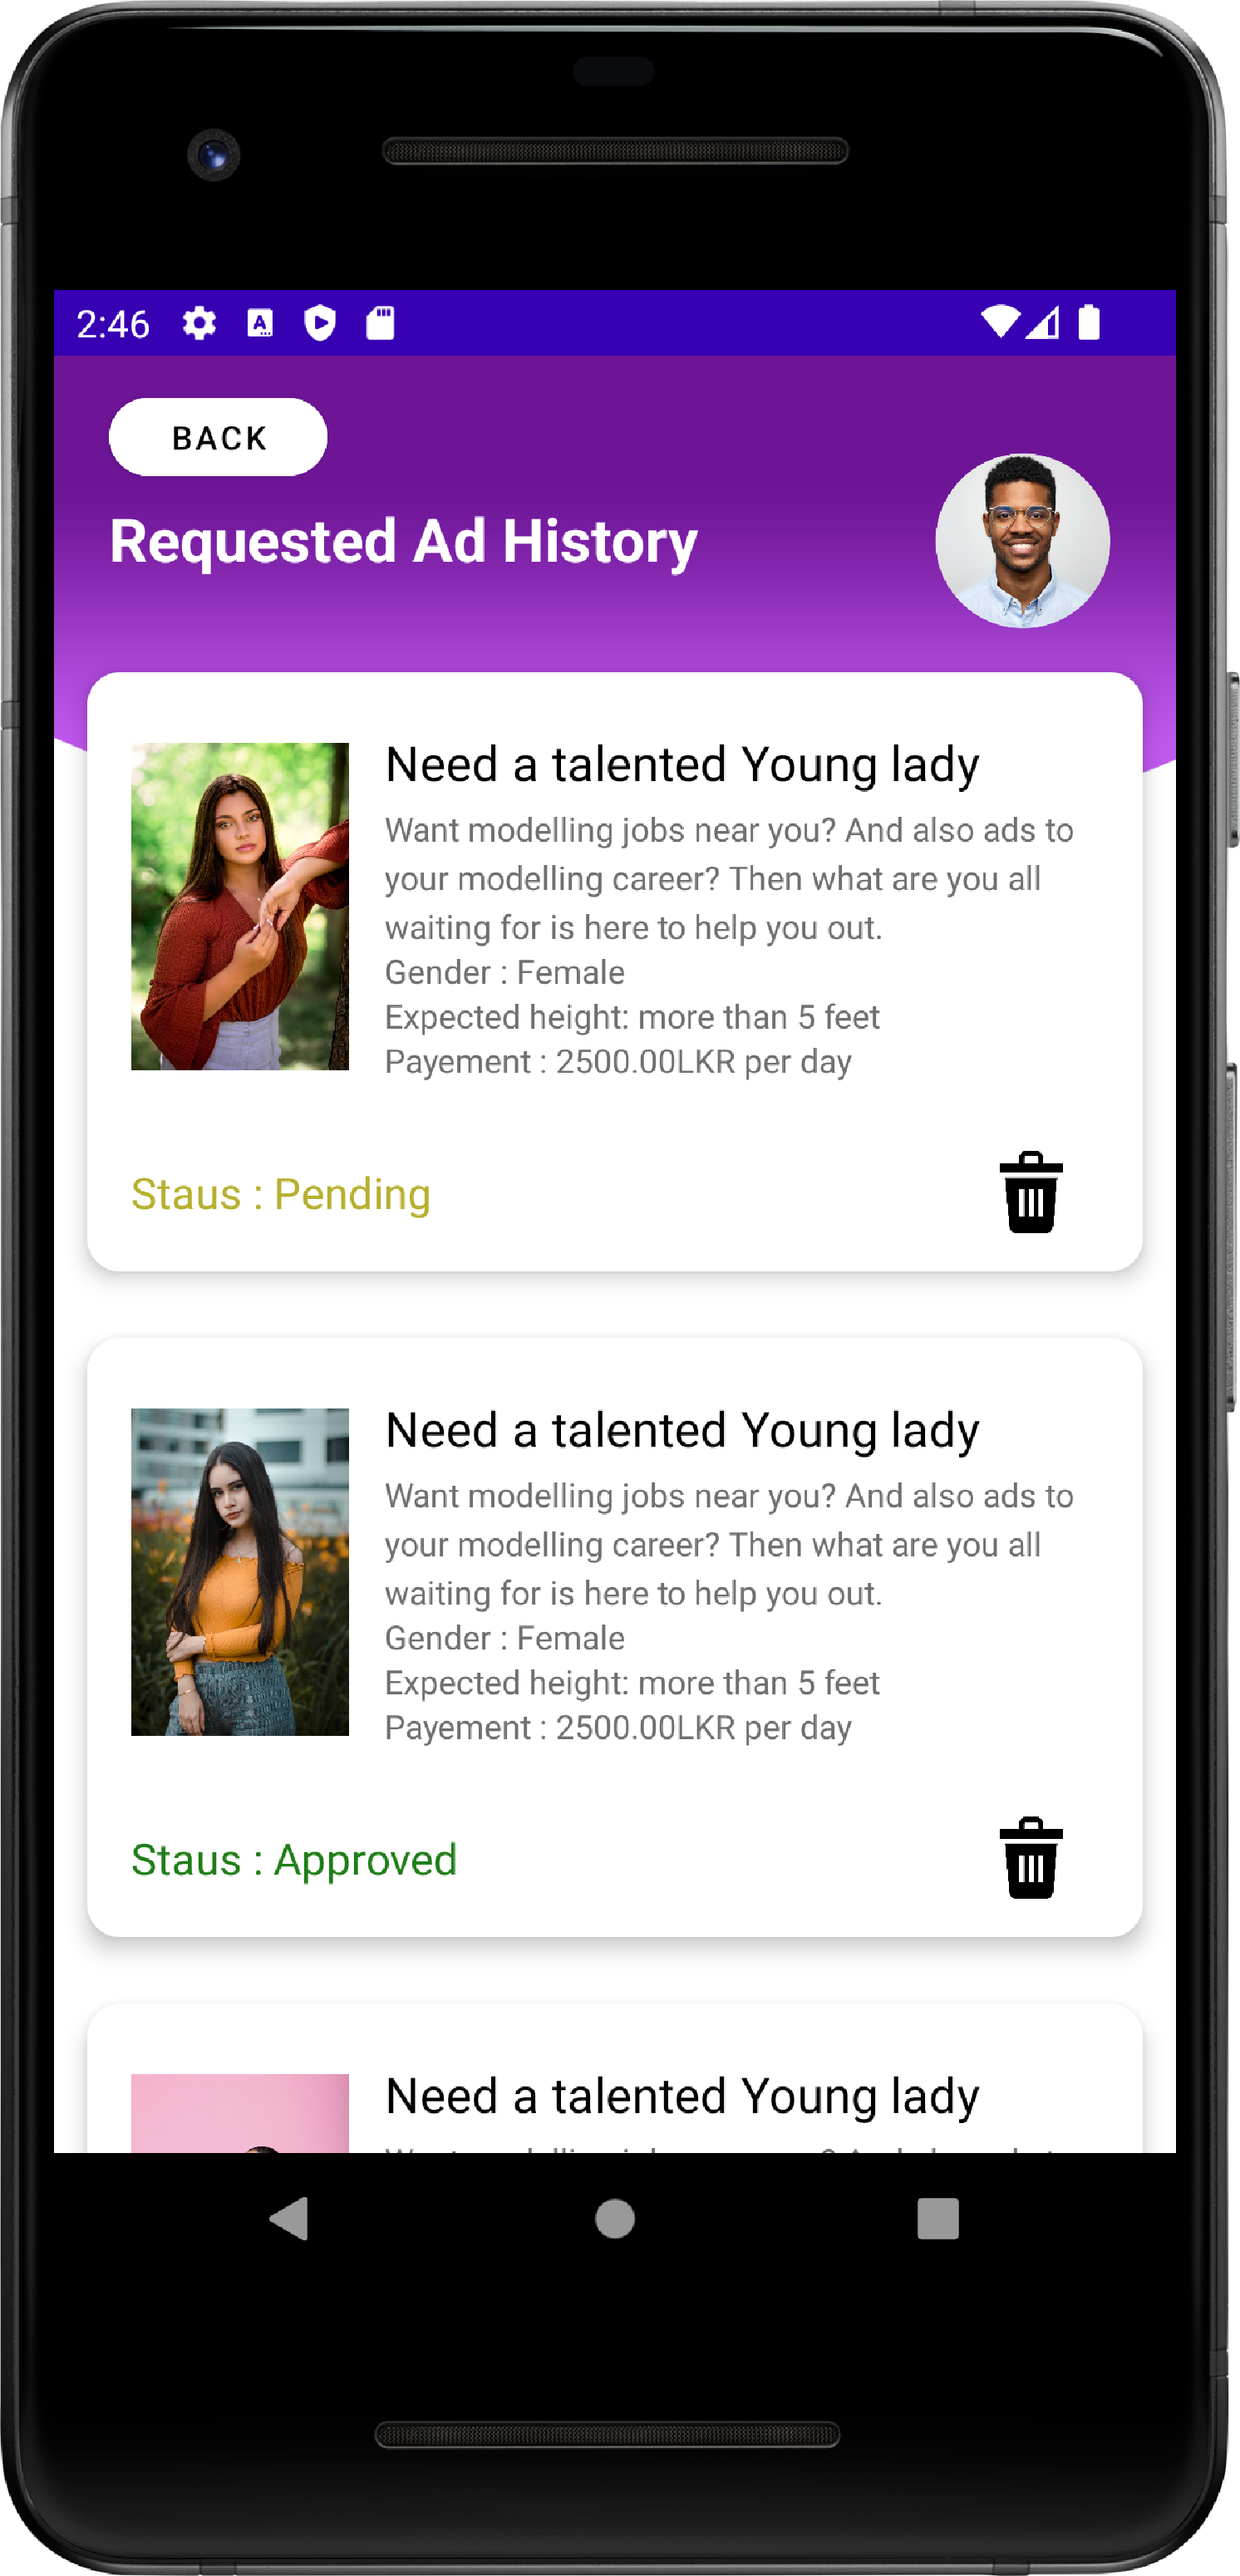 2:46
BACK
Requested Ad History
Need a talented Young lady
Want modelling jobs near you? And also ads to
your modelling career? Then what are you all
waiting for is here to help you out.
Gender : Female
Expected height: more than 5 feet
Payement : 2500.00LKR per day
Staus : Pending
Need a talented Young lady
Want modelling jobs near you? And also ads to
your modelling career? Then what are you all
waiting for is here to help you out.
Gender : Female
Expected height: more than 5 feet
Payement : 2500.00LKR per day
Staus : Approved
Need a talented Young lady